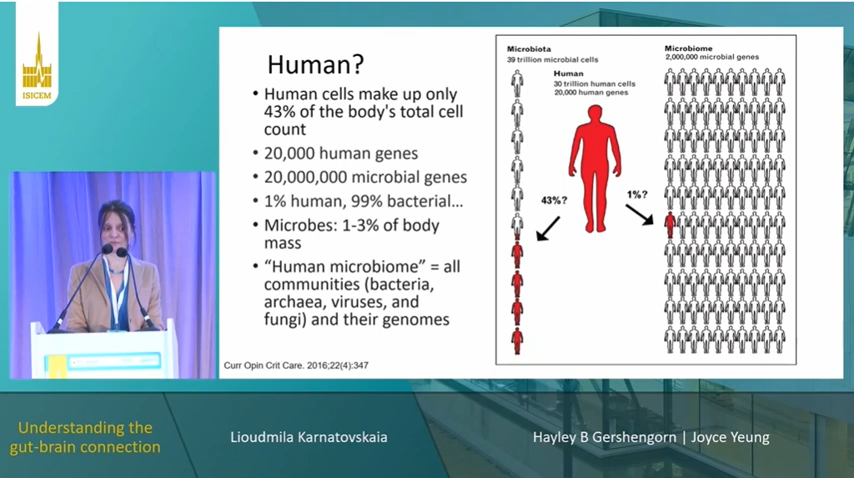 ISICEM
Human?
• Human cells make up only
43% of the body's total cell
count
• 20,000 human genes
• 20,000,000 microbial genes
• 1% human, 99% bacterial...
• Microbes: 1-3% of body
mass
• “Human microbiome” = all
communities (bacteria,
archaea, viruses, and
fungi) and their genomes
Curr Opin Crit Care. 2016;22(4):347
Microbiota
39 trillion microbial cells
Human
30 trillion human cells
20,000 human genes
Microbiome
2,000,000 microbial genes
43%?
1%?
Understanding the
gut-brain connection
Lioudmila Karnatovskaia
Hayley B Gershengorn | Joyce Yeung